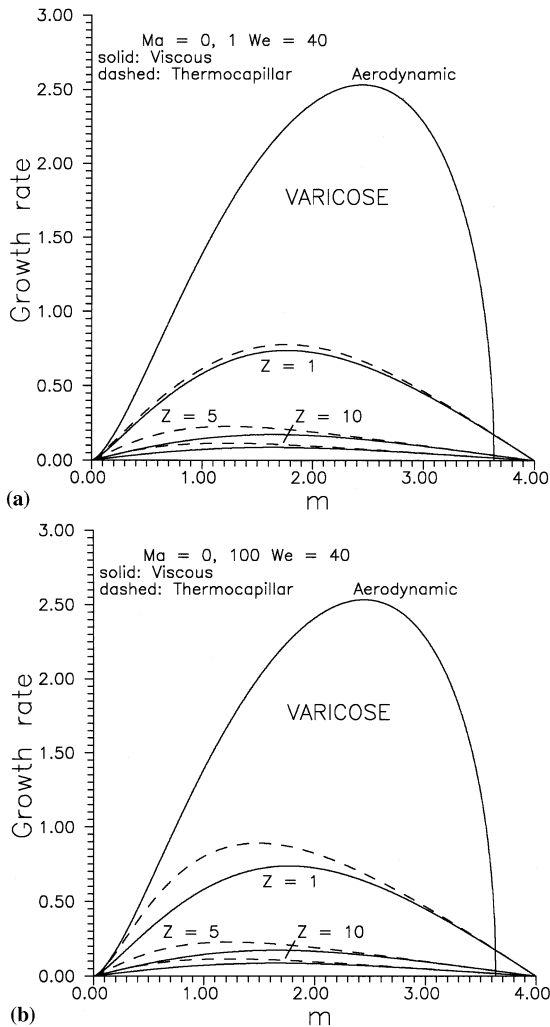 3.00
Ma = 0, 1 We = 40
solid: Viscous
dashed: Thermocapillar
Aerodynamic
2.50
2.00
VARICOSE
1.50
Growth rate
1.00
Z = 1
0.50
Z = 5
Z = 10
0.00
0.00
1.00
2.00
3.00
4.00
(a)
m
3.00
Ma = 0, 100 We = 40
solid: Viscous
dashed: Thermocapillar
Aerodynamic
2.50
2.00
VARICOSE
1.50
Growth rate
1.00
Z = 1
0.50
Z = 5
Z = 10
0.00
0.00
1.00
2.00
3.00
4.00
(b)
m